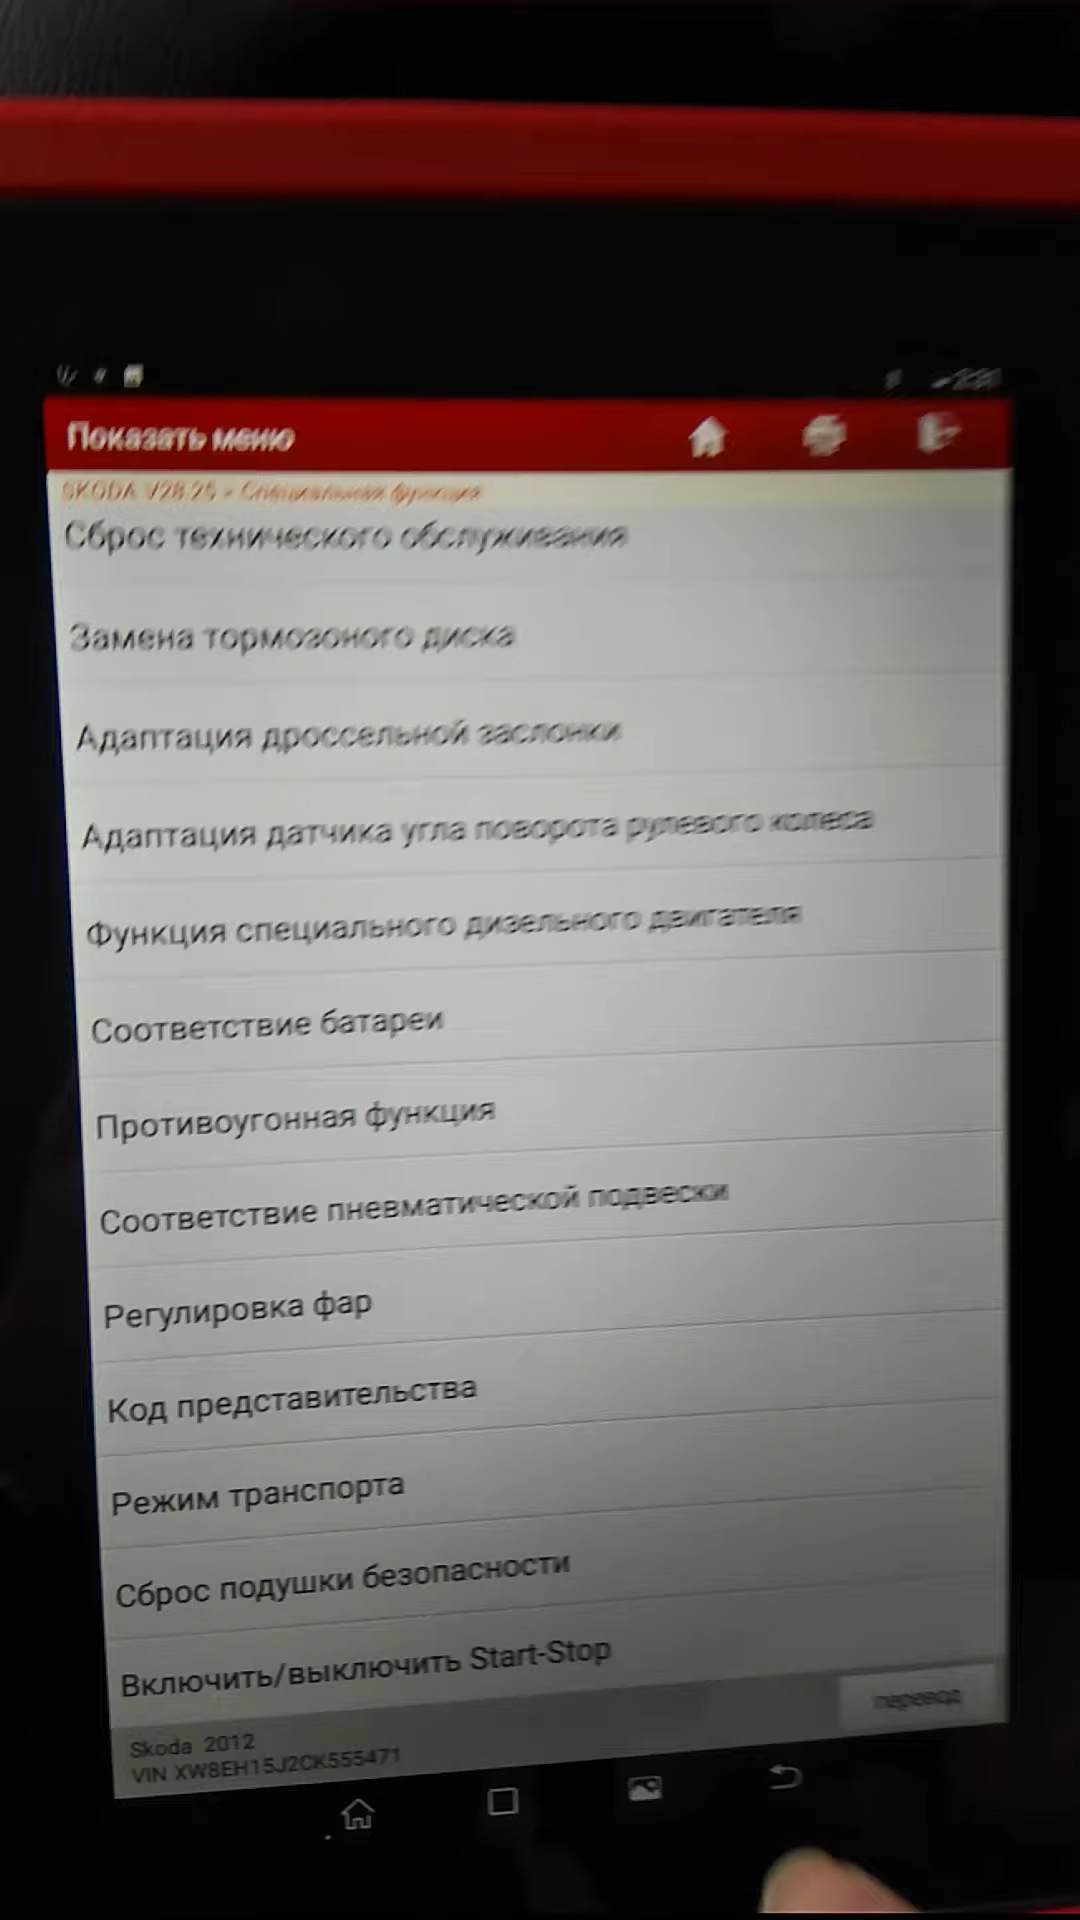 Показать меню
SKODA V28.25 > Специальная функция
Сброс технического обслуживания
Замена тормозоного диска
Адаптация дроссельной заслонки
Адаптация датчика угла поворота рулевого колеса
Функция специального дизельного двигателя
Соответствие батареи
Противоугонная функция
Соответствие пневматической подвески
Регулировка фар
Код представительства
Режим транспорта
Сброс подушки безопасности
Включить/выключить Start-Stop
перевод
Skoda 2012
VIN XW8EH15J2CK555471